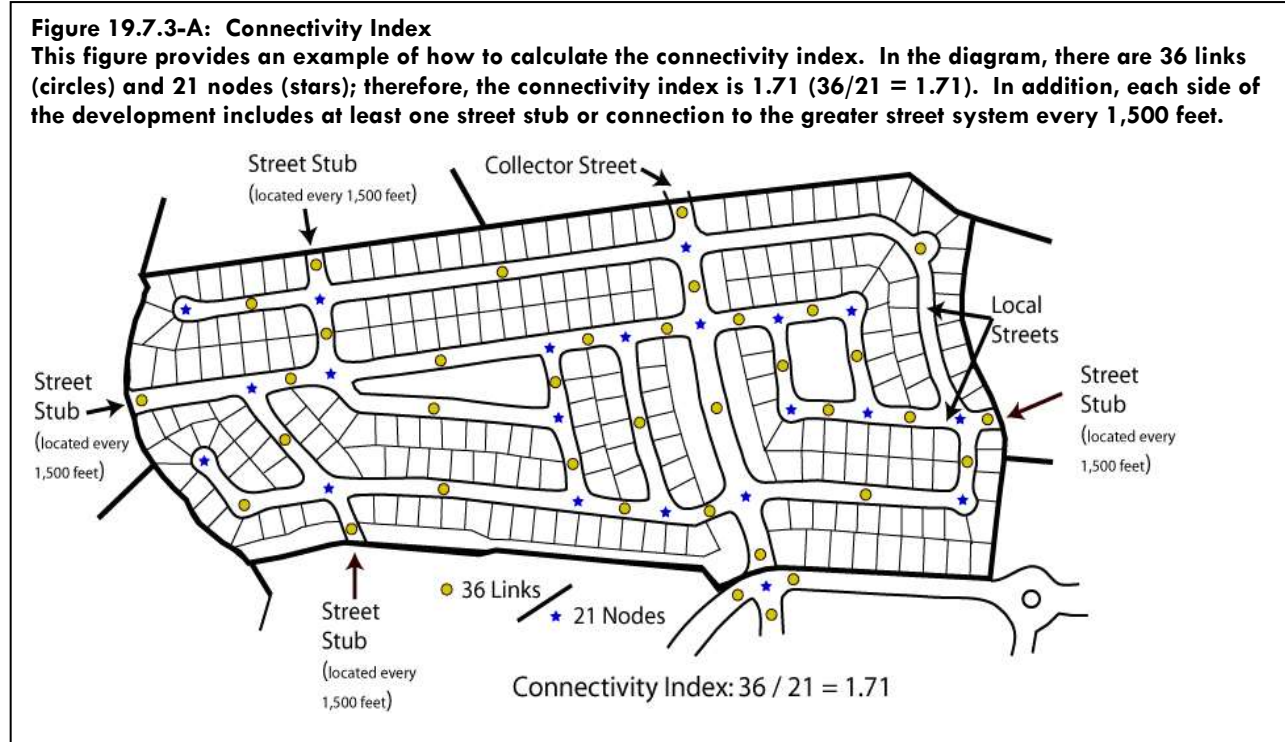 Figure 19.7.3-A: Connectivity Index
This figure provides an example of how to calculate the connectivity index. In the diagram, there are 36 links
(circles) and 21 nodes (stars); therefore, the connectivity index is 1.71 (36/21 = 1.71). In addition, each side of
the development includes at least one street stub or connection to the greater street system every 1,500 feet.
Street Stub
(located every 1,500 feet)
Collector Street
Local
Streets
Street
Stub
(located every
1,500 feet)
Street
Stub
(located every
1,500 feet)
Street
Stub
(located every
1,500 feet)
36 Links
21 Nodes
Connectivity Index: 36 / 21 = 1.71